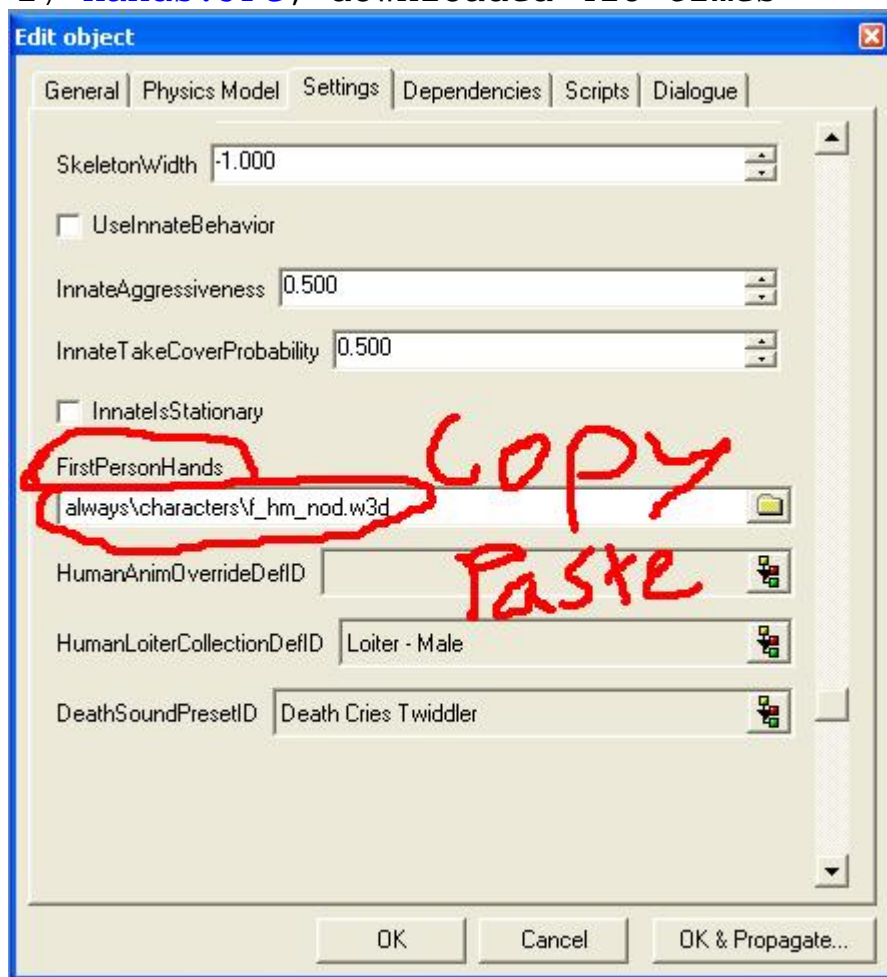 Edit object
General Physics Model Settings Dependencies Scripts Dialogue
SkeletonWidth -1.000
UseInnateBehavior
InnateAggressiveness 0.500
InnateTakeCoverProbability 0.500
InnateIsStationary
Copy
FirstPersonHands
always\characters\f_hm_nod.w3d
Paste
HumanAnimOverrideDefID
HumanLoiterCollectionDefID Loiter - Male
DeathSoundPresetID Death Cries Twiddler
OK Cancel OK & Propagate...